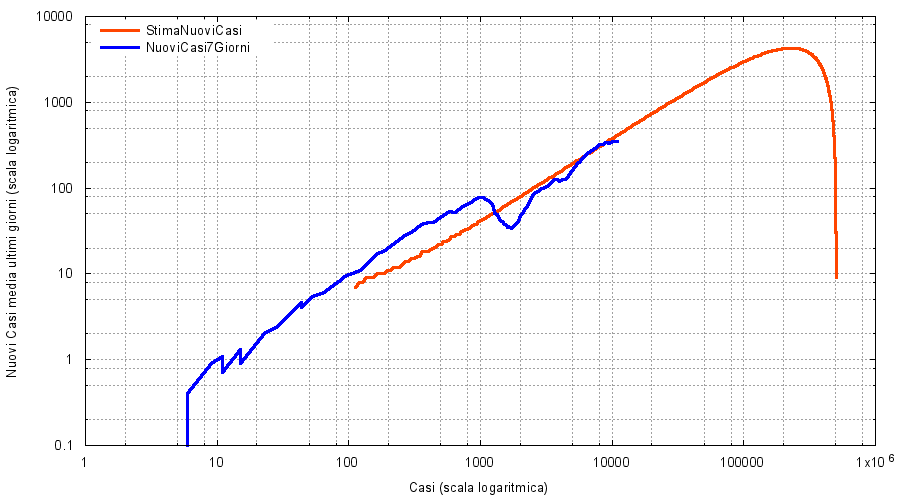 10000
1000
100
10
1
0.1
StimaNuoviCasi
NuoviCasi7Giorni
Nuovi Casi media ultimi giorni (scala logaritmica)
1
10
100
1000
10000
100000
1x10 6
Casi (scala logaritmica)